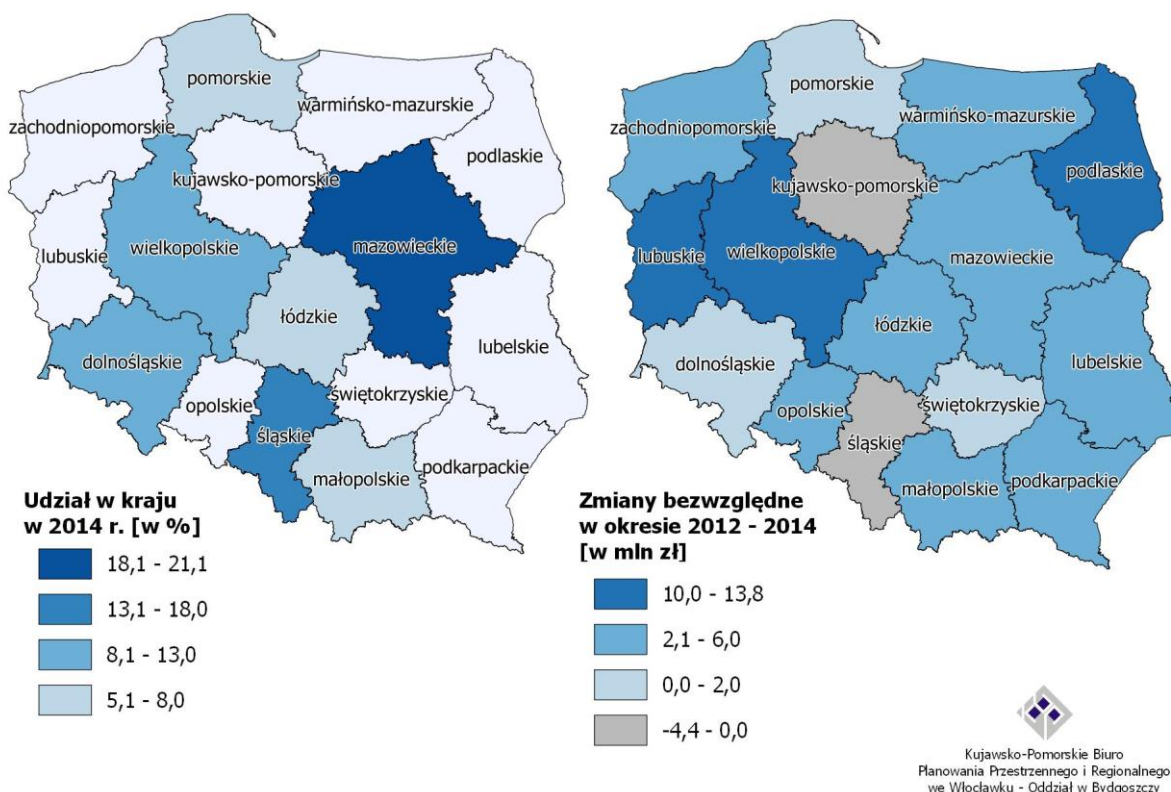 pomorskie
warmińsko-mazurskie
zachodniopomorskie
podlaskie
kujawsko-pomorskie
mazowieckie
wielkopolskie
lubuskie
łódzkie
lubelskie
dolnośląskie
opolskie
świętokrzyskie
śląskie
podkarpackie
małopolskie
Udział w kraju
w 2014 r. [w %]
18,1 - 21,1
13,1 - 18,0
8,1 - 13,0
5,1 - 8,0
pomorskie
warmińsko-mazurskie
zachodniopomorskie
podlaskie
kujawsko-pomorskie
wielkopolskie
lubuskie
mazowieckie
łódzkie
dolnośląskie
lubelskie
opolskie
świętokrzyskie
śląskie
podkarpackie
małopolskie
Zmiany bezwzględne
w okresie 2012 - 2014
[w mln zł]
10,0 - 13,8
2,1 - 6,0
0,0 - 2,0
-4,4 - 0,0
Kujawsko-Pomorskie Biuro
Planowania Przestrzennego i Regionalnego
we Włocławku - Oddział w Bydgoszczy